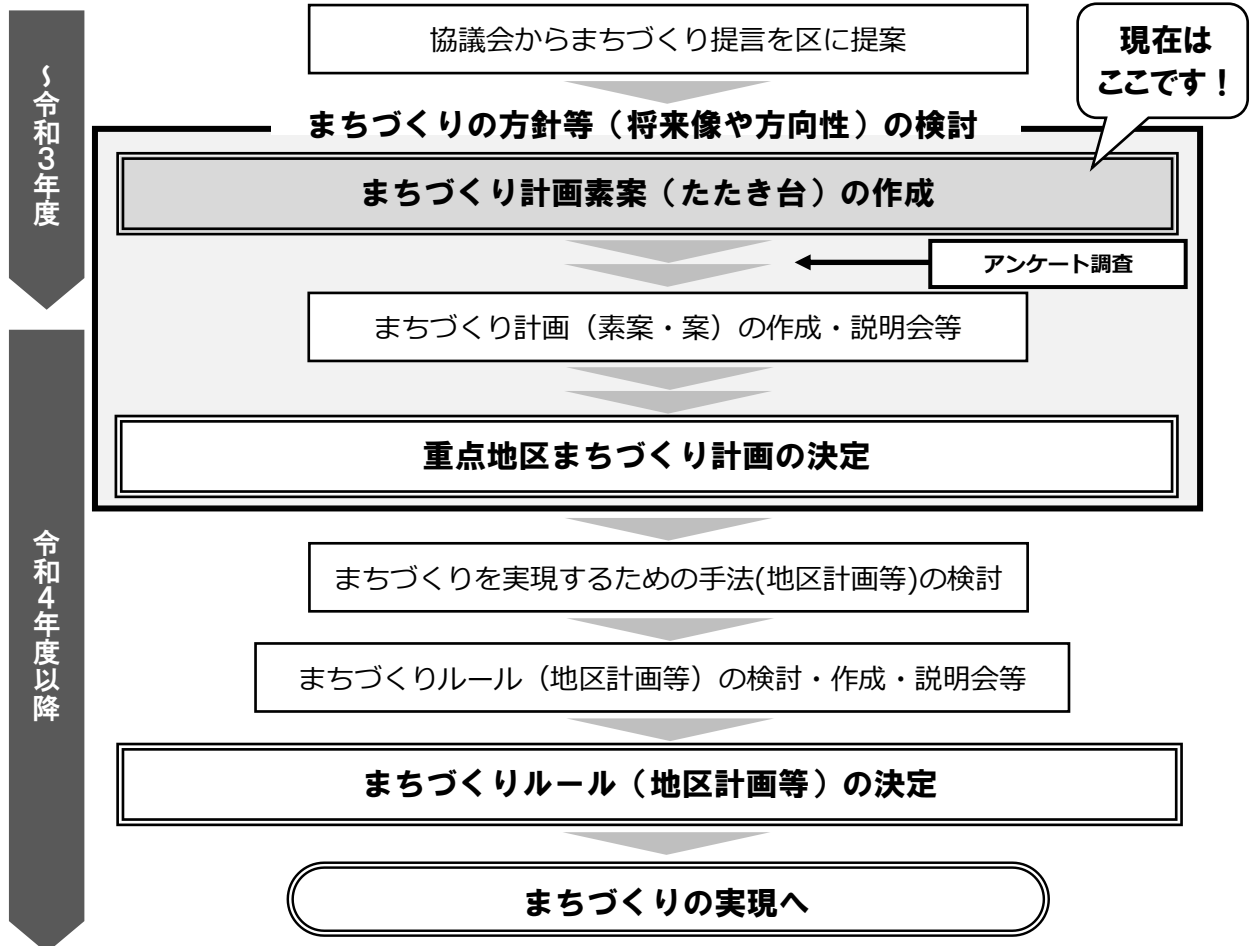 ～令和３年度
協議会からまちづくり提言を区に提案
現在は
ここです！
まちづくりの方針等（将来像や方向性）の検討
まちづくり計画素案（たたき台）の作成
アンケート調査
まちづくり計画（素案・案）の作成・説明会等
重点地区まちづくり計画の決定
令和４年度以降
まちづくりを実現するための手法(地区計画等)の検討
まちづくりルール（地区計画等）の検討・作成・説明会等
まちづくりルール（地区計画等）の決定
まちづくりの実現へ